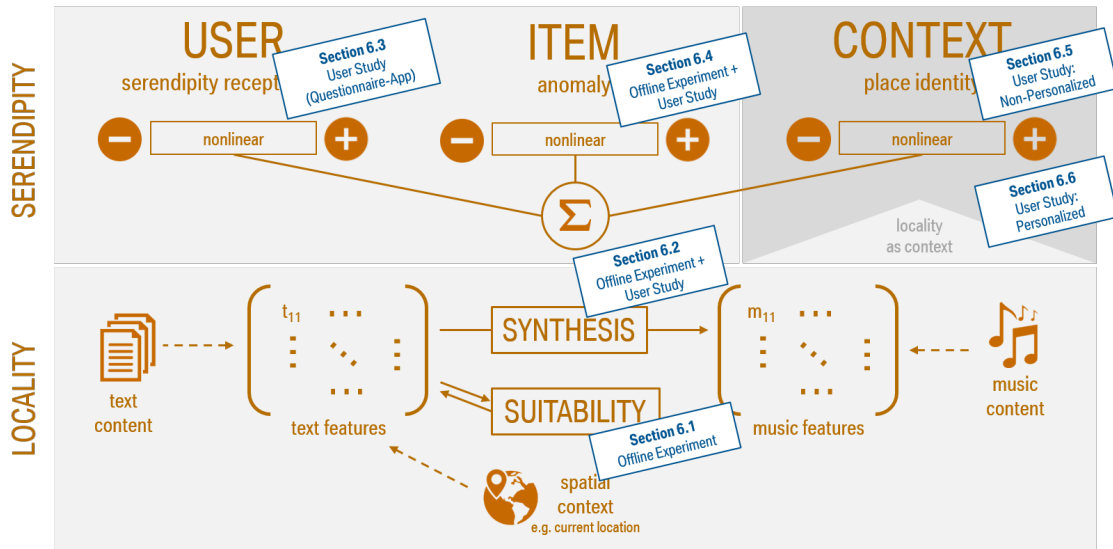 SERENDIPITY
USER
serendipity recept
Section 6.3
User Study
(Questionnaire-App)
nonlinear
ITEM
anomaly
Section 6.4
Offline Experiment +
User Study
nonlinear
CONTEXT
place identity
Section 6.5
User Study:
Non-Personalized
nonlinear
Section 6.6
User Study:
Personalized
locality
as context
Σ
LOCALITY
Section 6.2
Offline Experiment +
User Study
text
content
t11
text features
SYNTHESIS
SUITABILITY
Section 6.1
Offline Experiment
m11
music features
music
content
spatial
context
e.g. current location